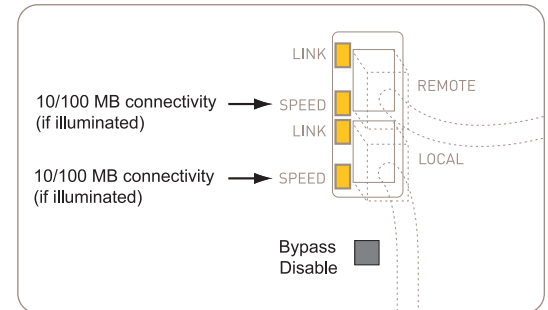 LINK
REMOTE
10/100 MB connectivity
(if illuminated)
SPEED
LINK
LOCAL
10/100 MB connectivity
(if illuminated)
SPEED
Bypass
Disable